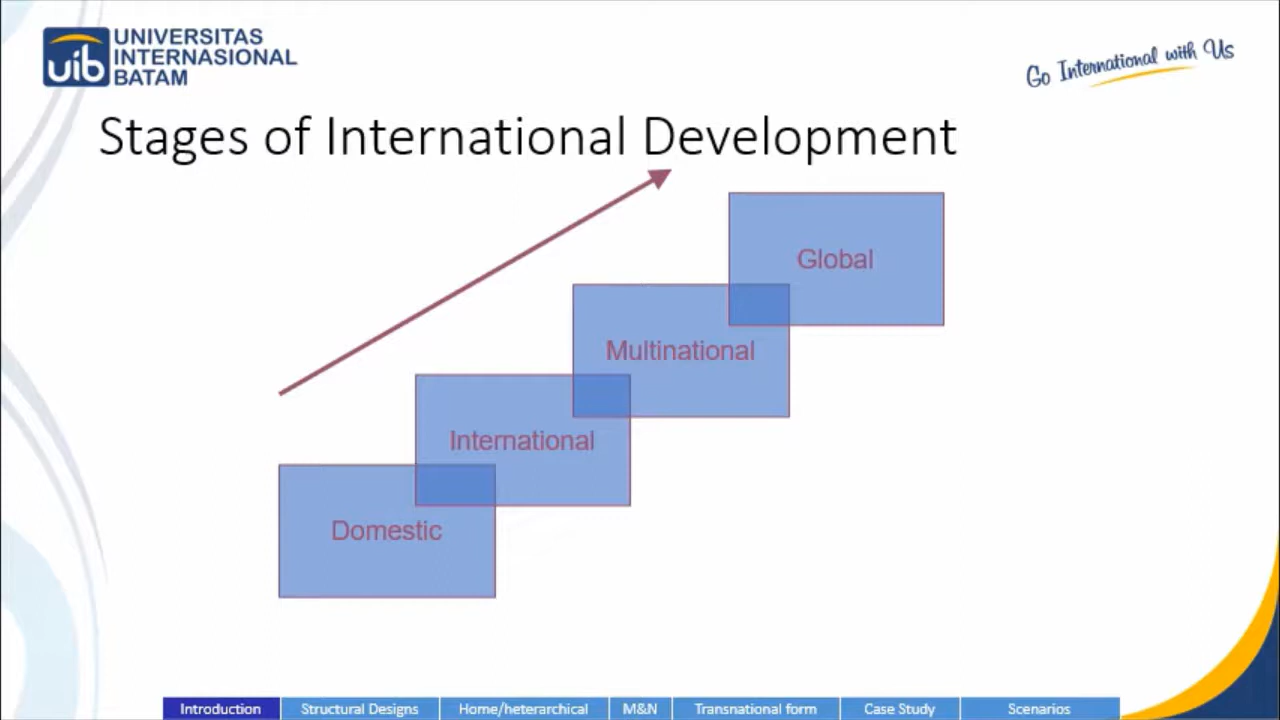 UNIVERSITAS
INTERNASIONAL
BATAM
uib
Go International with Us
Stages of International Development
Global
Multinational
International
Domestic
Introduction
Structural Designs
Home/heterarchical
M&N
Transnational form
Case Study
Scenarios